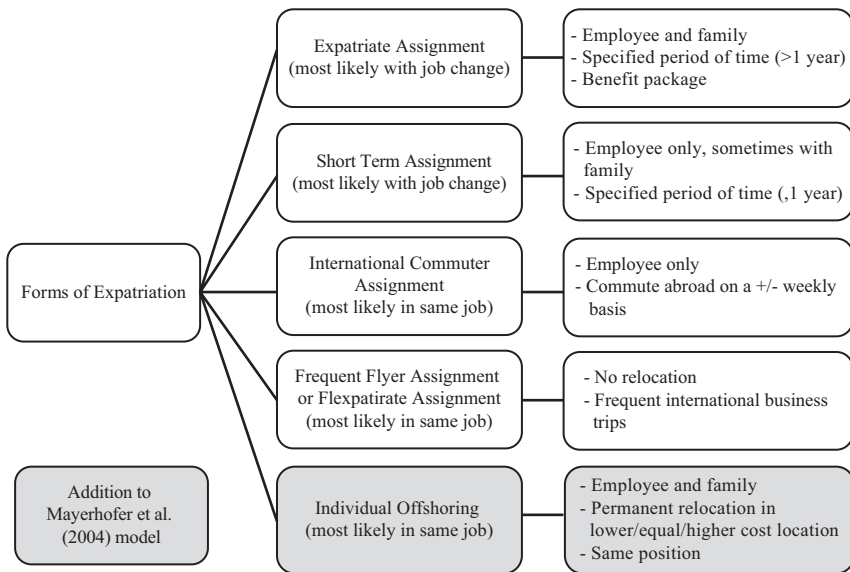 Forms of Expatriation
Expatriate Assignment
(most likely with job change)
- Employee and family
- Specified period of time (>1 year)
- Benefit package
Short Term Assignment
(most likely with job change)
- Employee only, sometimes with
family
- Specified period of time (,1 year)
International Commuter
Assignment
(most likely in same job)
- Employee only
- Commute abroad on a +/- weekly
basis
Frequent Flyer Assignment
or Flexpatirate Assignment
(most likely in same job)
- No relocation
- Frequent international business
trips
Individual Offshoring
(most likely in same job)
- Employee and family
- Permanent relocation in
lower/equal/higher cost location
- Same position
Addition to
Mayerhofer et al.
(2004) model